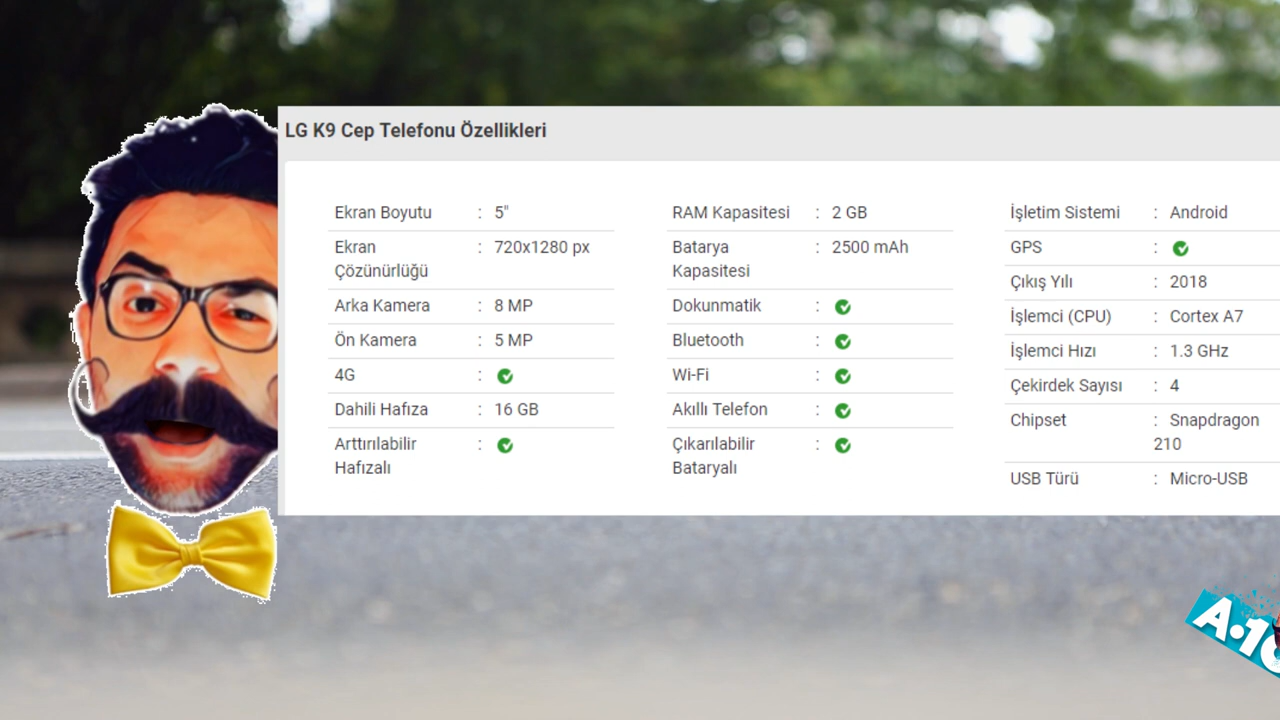 LG K9 Cep Telefonu Özellikleri
Ekran Boyutu : 5"
Ekran : 720x1280 px
Çözünürlüğü
Arka Kamera : 8 MP
Ön Kamera : 5 MP
4G :
Dahili Hafıza : 16 GB
Arttırılabilir :
Hafızalı
RAM Kapasitesi : 2 GB
Batarya : 2500 mAh
Kapasitesi
Dokunmatik :
Bluetooth :
Wi-Fi :
Akıllı Telefon :
Çıkarılabilir :
Bataryalı
İşletim Sistemi : Android
GPS :
Çıkış Yılı : 2018
İşlemci (CPU) : Cortex A7
İşlemci Hızı : 1.3 GHz
Çekirdek Sayısı : 4
Chipset : Snapdragon
210
USB Türü : Micro-USB